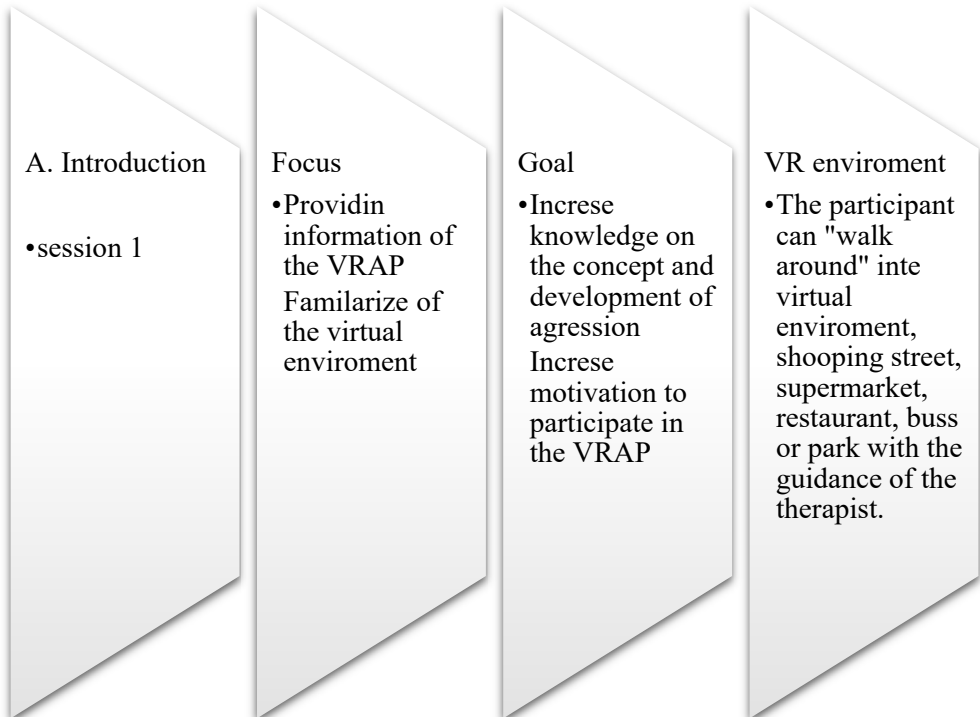 A. Introduction
•session 1
Focus
•Providin
information of
the VRAP
Familarize of
the virtual
enviroment
Goal
•Increse
knowledge on
the concept and
development of
agression
Increse
motivation to
participate in
the VRAP
VR enviroment
•The participant
can "walk
around" inte
virtual
enviroment,
shooping street,
supermarket,
restaurant, buss
or park with the
guidance of the
therapist.